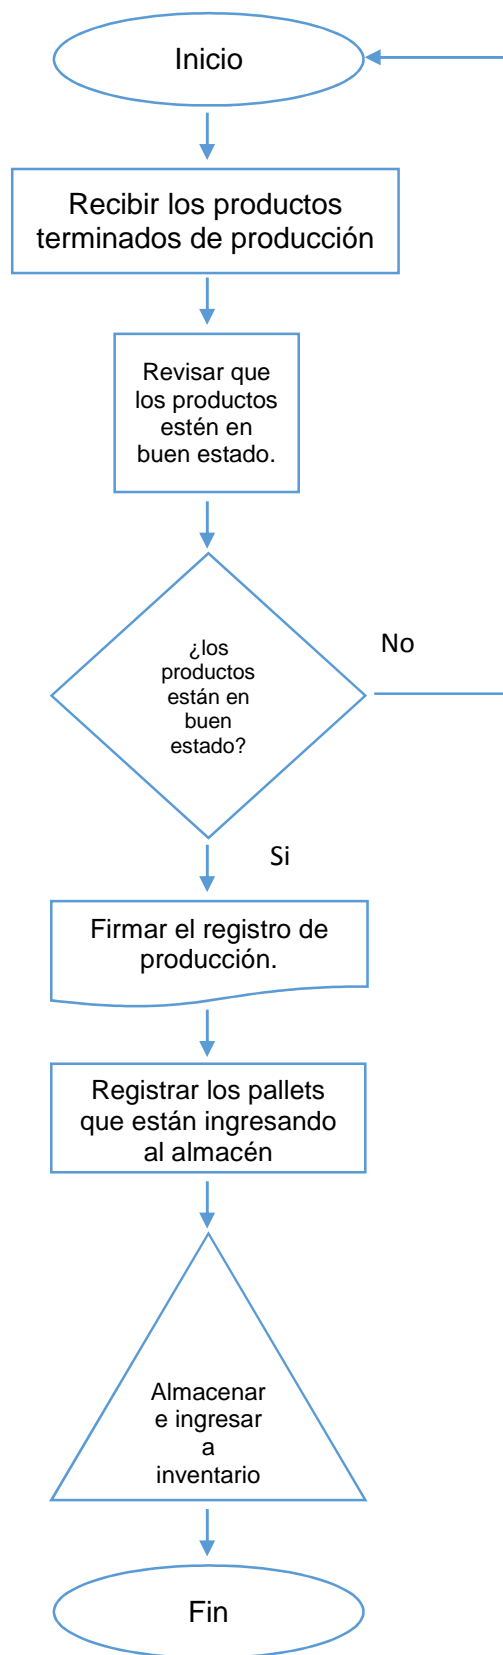 Inicio
Recibir los productos
terminados de producción
Revisar que
los productos
estén en
buen estado.
¿los
productos
están en
buen
estado?
No
Si
Firmar el registro de
producción.
Registrar los pallets
que están ingresando
al almacén
Almacenar
e ingresar
a
inventario
Fin